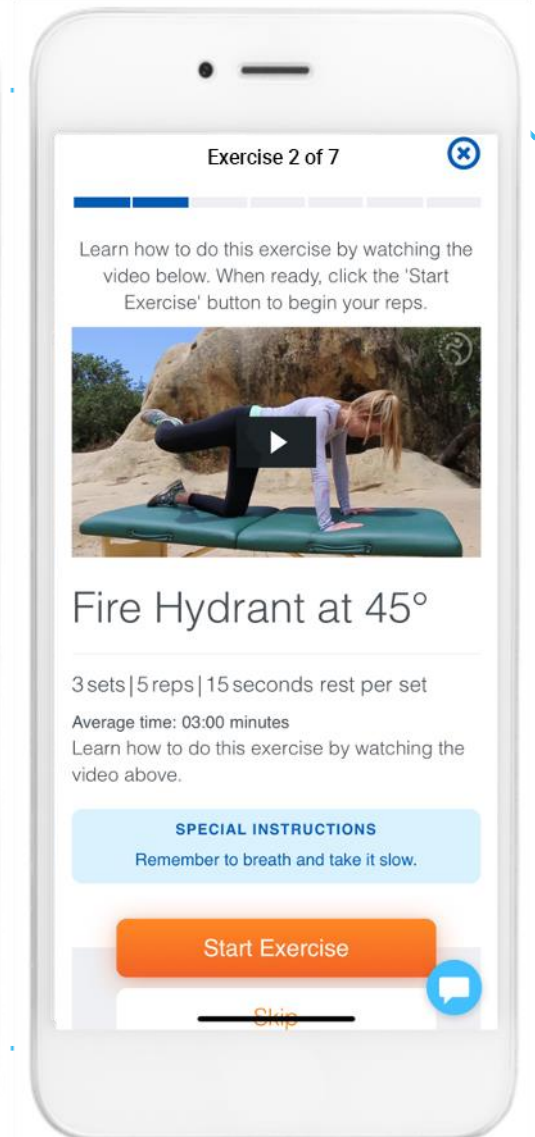 Exercise 2 of 7
Learn how to do this exercise by watching the
video below. When ready, click the 'Start
Exercise' button to begin your reps.
Fire Hydrant at 45°
3 sets | 5 reps | 15 seconds rest per set
Average time: 03:00 minutes
Learn how to do this exercise by watching the
video above.
SPECIAL INSTRUCTIONS
Remember to breath and take it slow.
Start Exercise
Skip